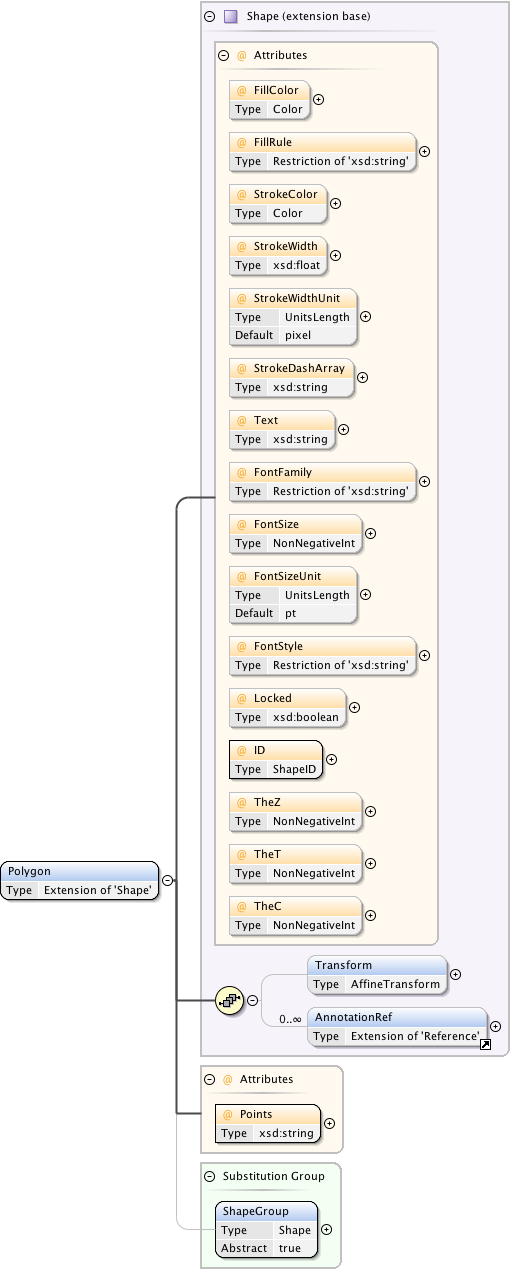 Shape (extension base)
@ Attributes
@ FillColor
Type Color
@ FillRule
Type Restriction of 'xsd:string'
@ StrokeColor
Type Color
@ StrokeWidth
Type xsd:float
@ StrokeWidthUnit
Type UnitsLength
Default pixel
@ StrokeDashArray
Type xsd:string
@ Text
Type xsd:string
@ FontFamily
Type Restriction of 'xsd:string'
@ FontSize
Type NonNegativeInt
@ FontSizeUnit
Type UnitsLength
Default pt
@ FontStyle
Type Restriction of 'xsd:string'
@ Locked
Type xsd:boolean
@ ID
Type ShapeID
@ TheZ
Type NonNegativeInt
@ TheT
Type NonNegativeInt
@ TheC
Type NonNegativeInt
Polygon
Type Extension of 'Shape'
Transform
Type AffineTransform
0..∞
AnnotationRef
Type Extension of 'Reference'
@ Attributes
@ Points
Type xsd:string
Substitution Group
ShapeGroup
Type Shape
Abstract true